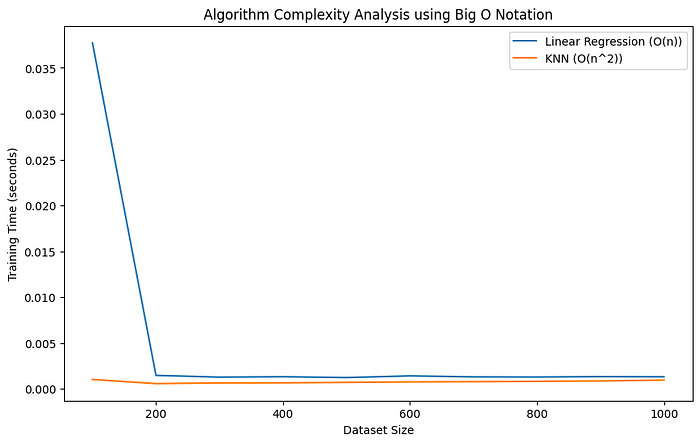 Algorithm Complexity Analysis using Big O Notation
Linear Regression (O(n))
KNN (O(n^2))
Training Time (seconds)
0.035
0.030
0.025
0.020
0.015
0.010
0.005
0.000
200
400
600
800
1000
Dataset Size